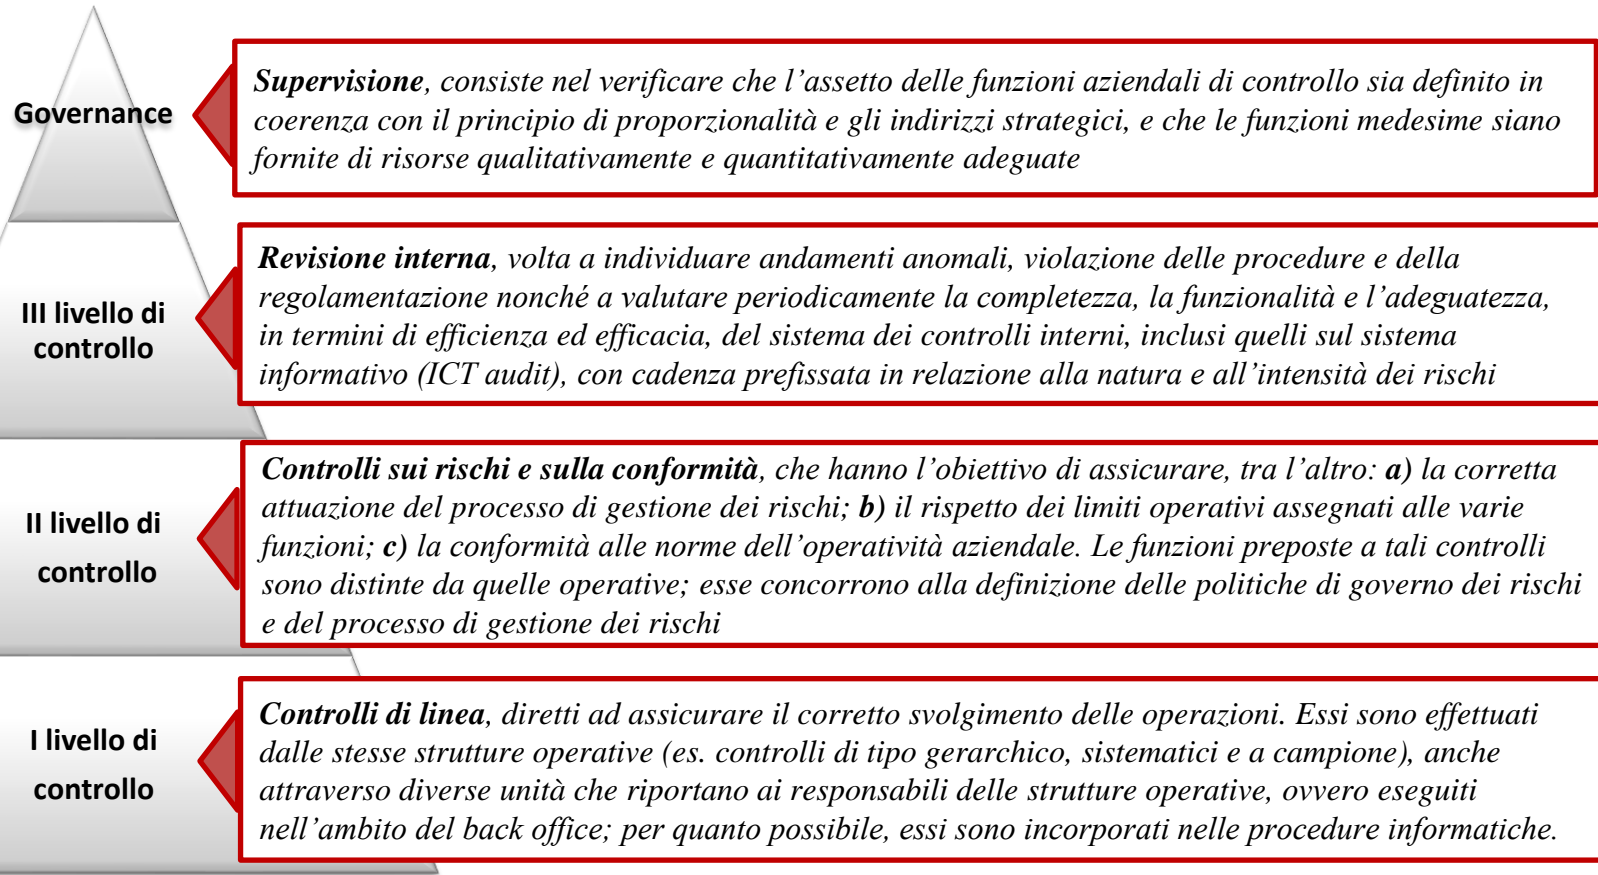 Governance
Supervisione, consiste nel verificare che l’assetto delle funzioni aziendali di controllo sia definito in
coerenza con il principio di proporzionalità e gli indirizzi strategici, e che le funzioni medesime siano
fornite di risorse qualitativamente e quantitativamente adeguate
III livello di
controllo
Revisione interna, volta a individuare andamenti anomali, violazione delle procedure e della
regolamentazione nonché a valutare periodicamente la completezza, la funzionalità e l’adeguatezza,
in termini di efficienza ed efficacia, del sistema dei controlli interni, inclusi quelli sul sistema
informativo (ICT audit), con cadenza prefissata in relazione alla natura e all’intensità dei rischi
II livello di
controllo
Controlli sui rischi e sulla conformità, che hanno l’obiettivo di assicurare, tra l’altro: a) la corretta
attuazione del processo di gestione dei rischi; b) il rispetto dei limiti operativi assegnati alle varie
funzioni; c) la conformità alle norme dell’operatività aziendale. Le funzioni preposte a tali controlli
sono distinte da quelle operative; esse concorrono alla definizione delle politiche di governo dei rischi
e del processo di gestione dei rischi
I livello di
controllo
Controlli di linea, diretti ad assicurare il corretto svolgimento delle operazioni. Essi sono effettuati
dalle stesse strutture operative (es. controlli di tipo gerarchico, sistematici e a campione), anche
attraverso diverse unità che riportano ai responsabili delle strutture operative, ovvero eseguiti
nell’ambito del back office; per quanto possibile, essi sono incorporati nelle procedure informatiche.